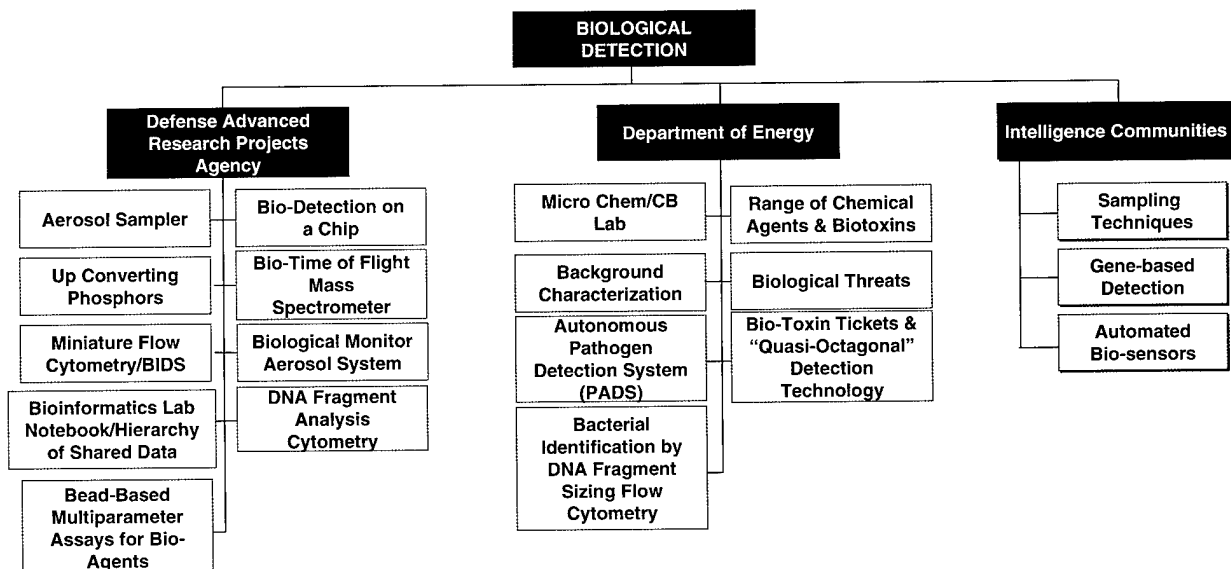 BIOLOGICAL
DETECTION
Defense Advanced
Research Projects
Agency
Department of Energy
Intelligence Communities
Aerosol Sampler
Bio-Detection on
a Chip
Up Converting
Phosphors
Bio-Time of Flight
Mass
Spectrometer
Miniature Flow
Cytometry/BIDS
Biological Monitor
Aerosol System
Bioinformatics Lab
Notebook/Hierarchy
of Shared Data
DNA Fragment
Analysis
Cytometry
Bead-Based
Multiparameter
Assays for Bio-
Agents
Micro Chem/CB
Lab
Range of Chemical
Agents & Biotoxins
Background
Characterization
Biological Threats
Autonomous
Pathogen
Detection System
(PADS)
Bio-Toxin Tickets &
“Quasi-Octagonal”
Detection
Technology
Bacterial
Identification by
DNA Fragment
Sizing Flow
Cytometry
Sampling
Techniques
Gene-based
Detection
Automated
Bio-sensors